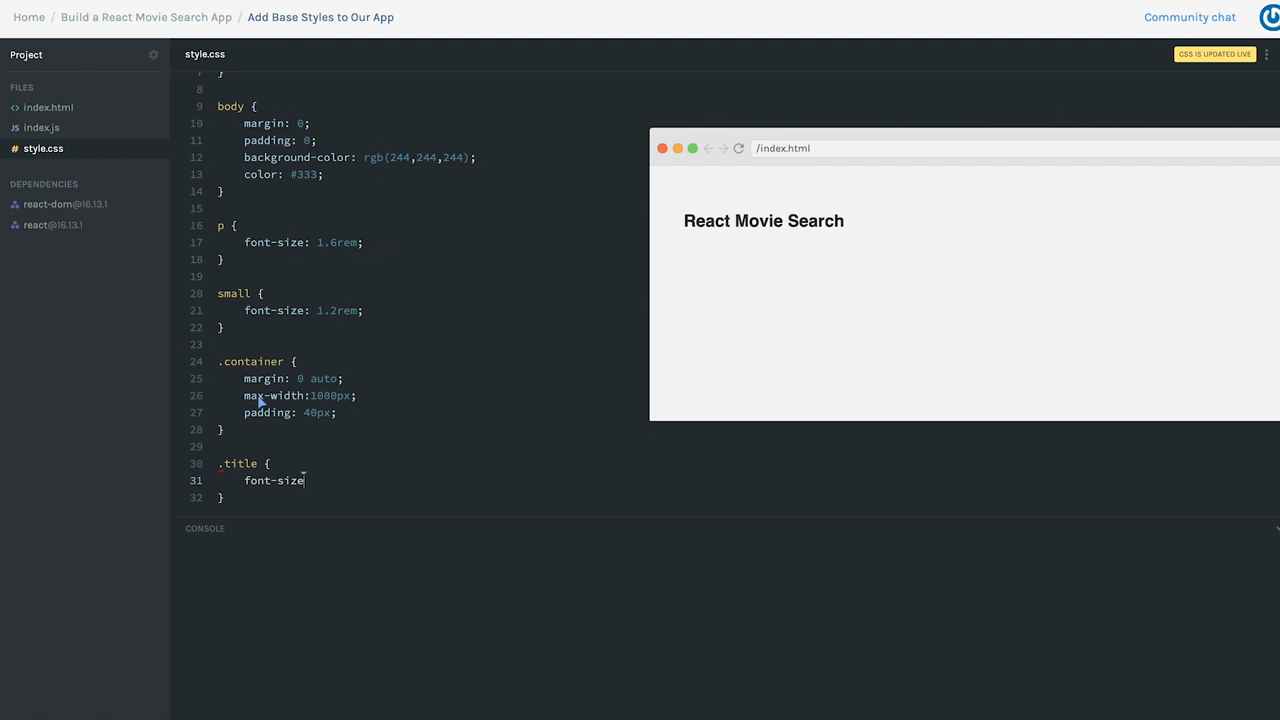 Home / Build a React Movie Search App / Add Base Styles to Our App
Community chat
Project
FILES
<> index.html
JS index.js
# style.css
DEPENDENCIES
react-dom@16.13.1
react@16.13.1
style.css
CSS IS UPDATED LIVE
7 }
8
9 body {
10 margin: 0;
11 padding: 0;
12 background-color: rgb(244,244,244);
13 color: #333;
14 }
15
16 p {
17 font-size: 1.6rem;
18 }
19
20 small {
21 font-size: 1.2rem;
22 }
23
24 .container {
25 margin: 0 auto;
26 max-width:1000px;
27 padding: 40px;
28 }
29
30 .title {
31 font-size
32 }
/index.html
React Movie Search
CONSOLE